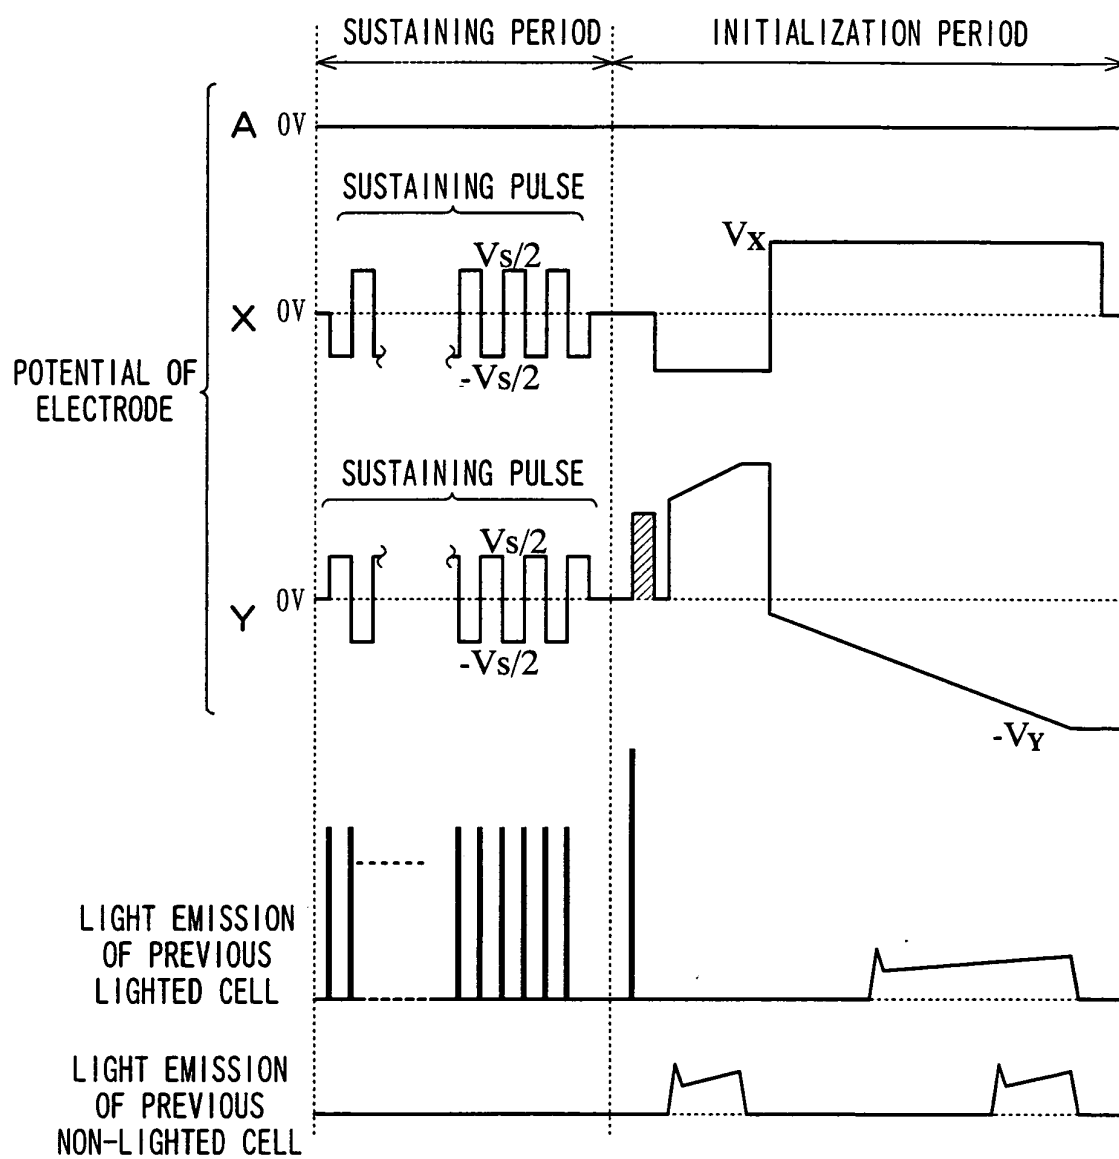 SUSTAINING PERIOD
INITIALIZATION PERIOD
A 0V
SUSTAINING PULSE
Vs/2
VX
X 0V
-Vs/2
POTENTIAL OF
ELECTRODE
SUSTAINING PULSE
Vs/2
Y 0V
-Vs/2
-VY
LIGHT EMISSION
OF PREVIOUS
LIGHTED CELL
LIGHT EMISSION
OF PREVIOUS
NON-LIGHTED CELL